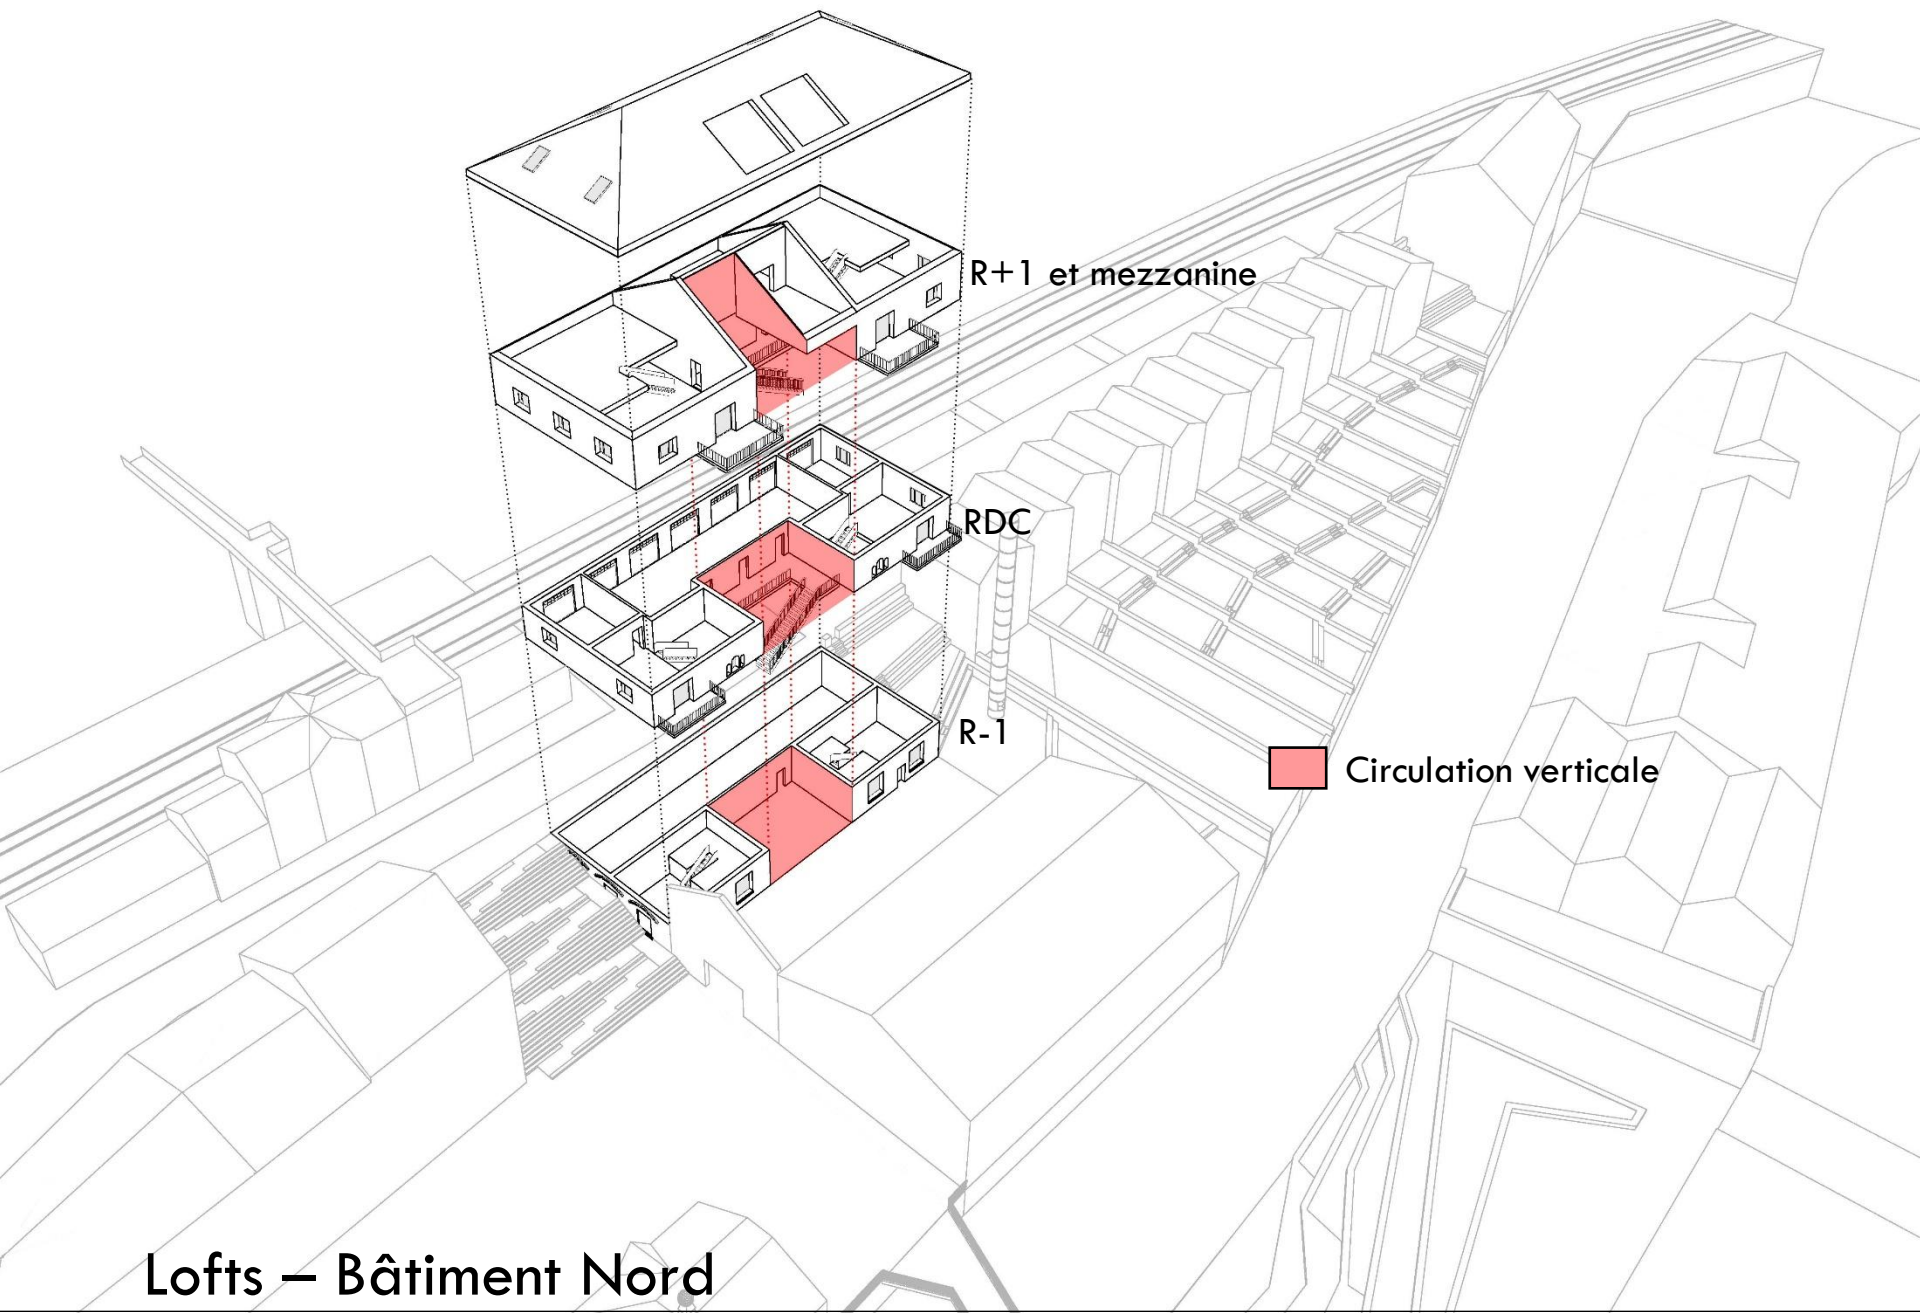 R+1 et mezzanine
RDC
R-1
Circulation verticale
Lofts – Bâtiment Nord